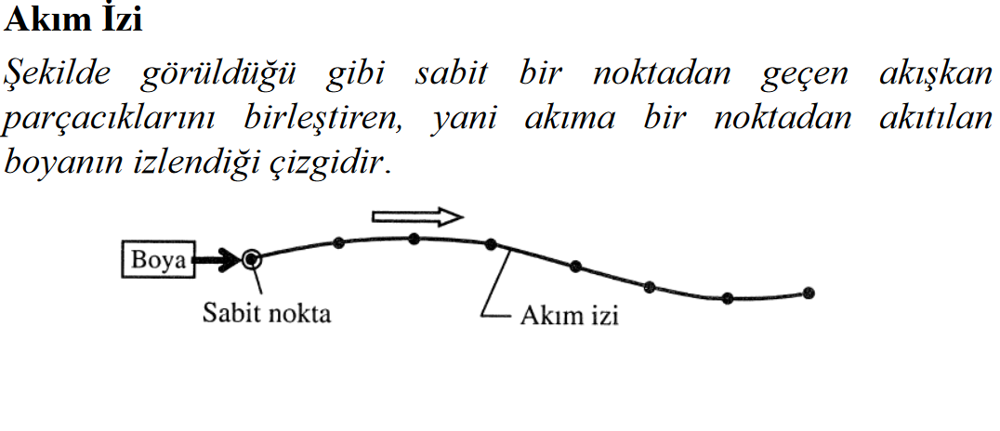 Akım İzi
Şekilde görüldüğü gibi sabit bir noktadan geçen akışkan
parçacıklarını birleştiren, yani akıma bir noktadan akıtılan
boyanın izlendiği çizgidir.
Boya
Sabit nokta
Akım izi